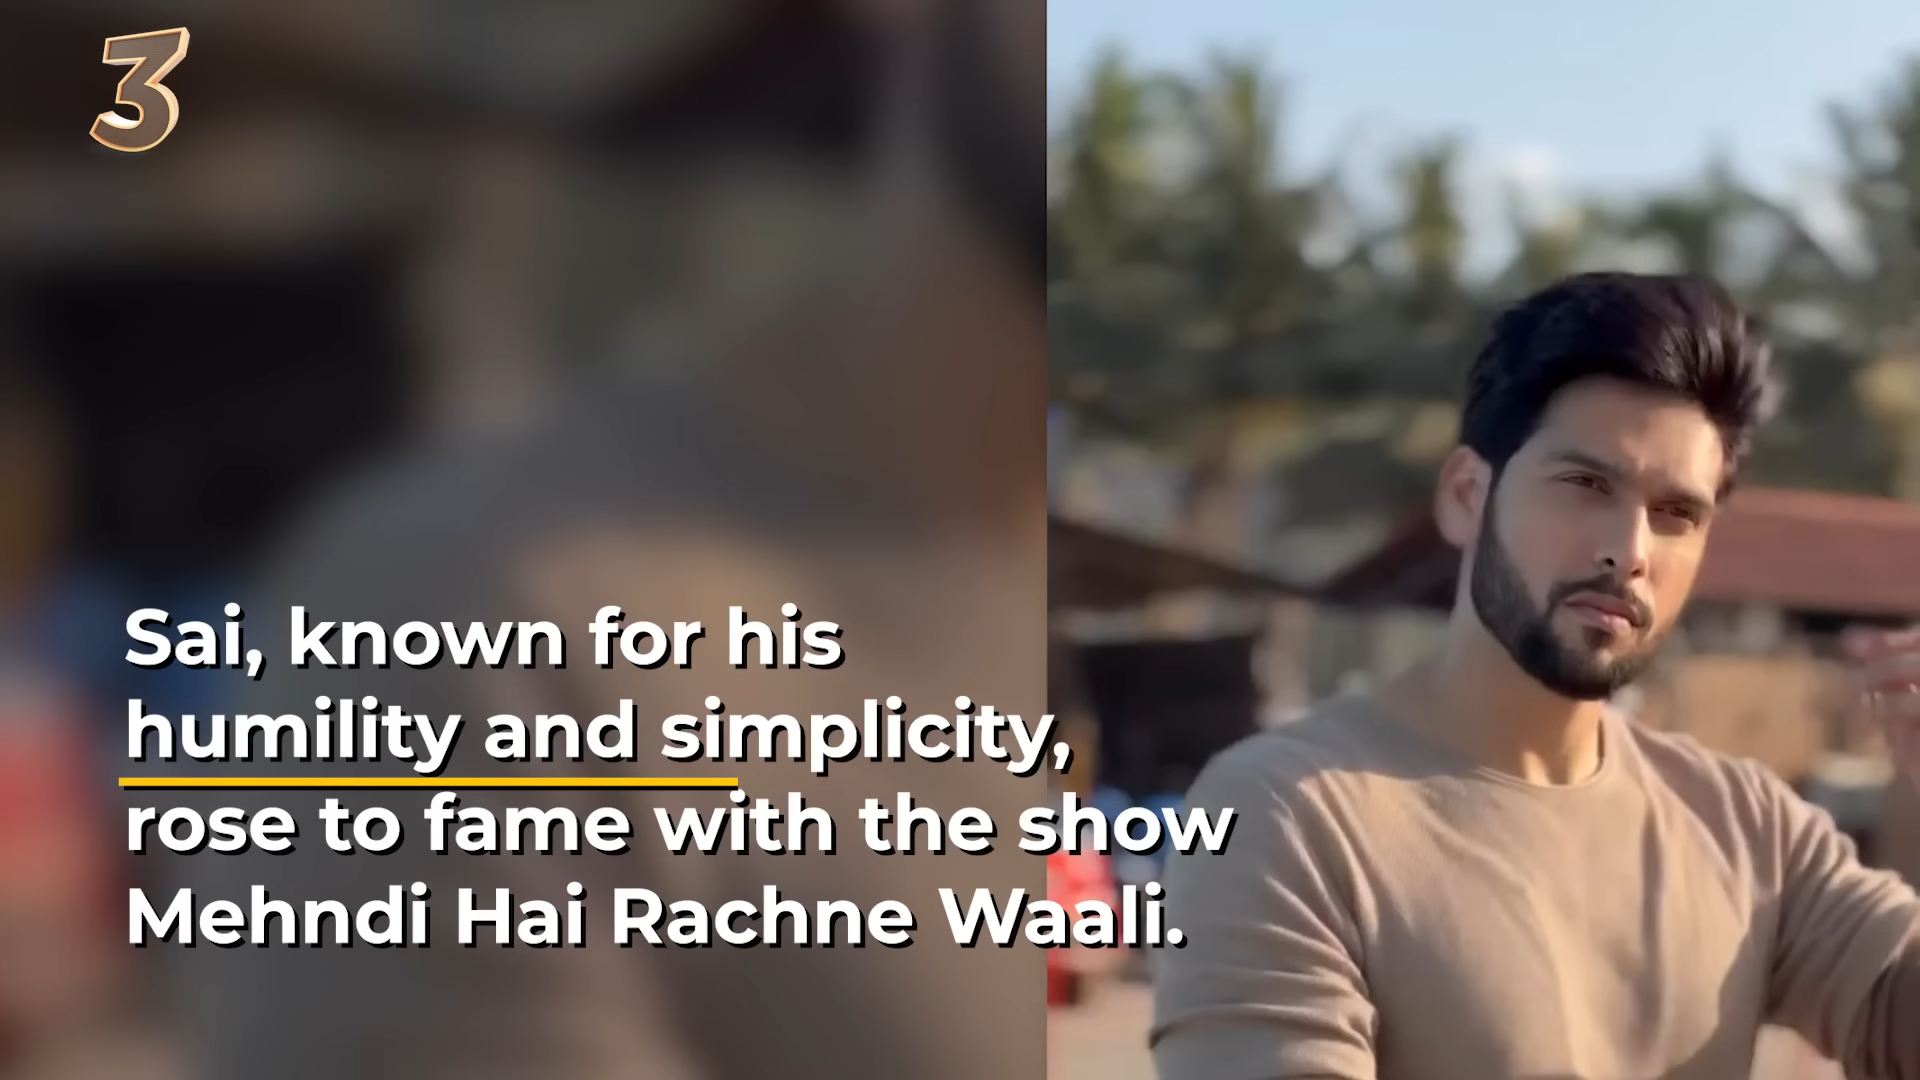 3
Sai, known for his
humility and simplicity,
rose to fame with the show
Mehndi Hai Rachne Waali.